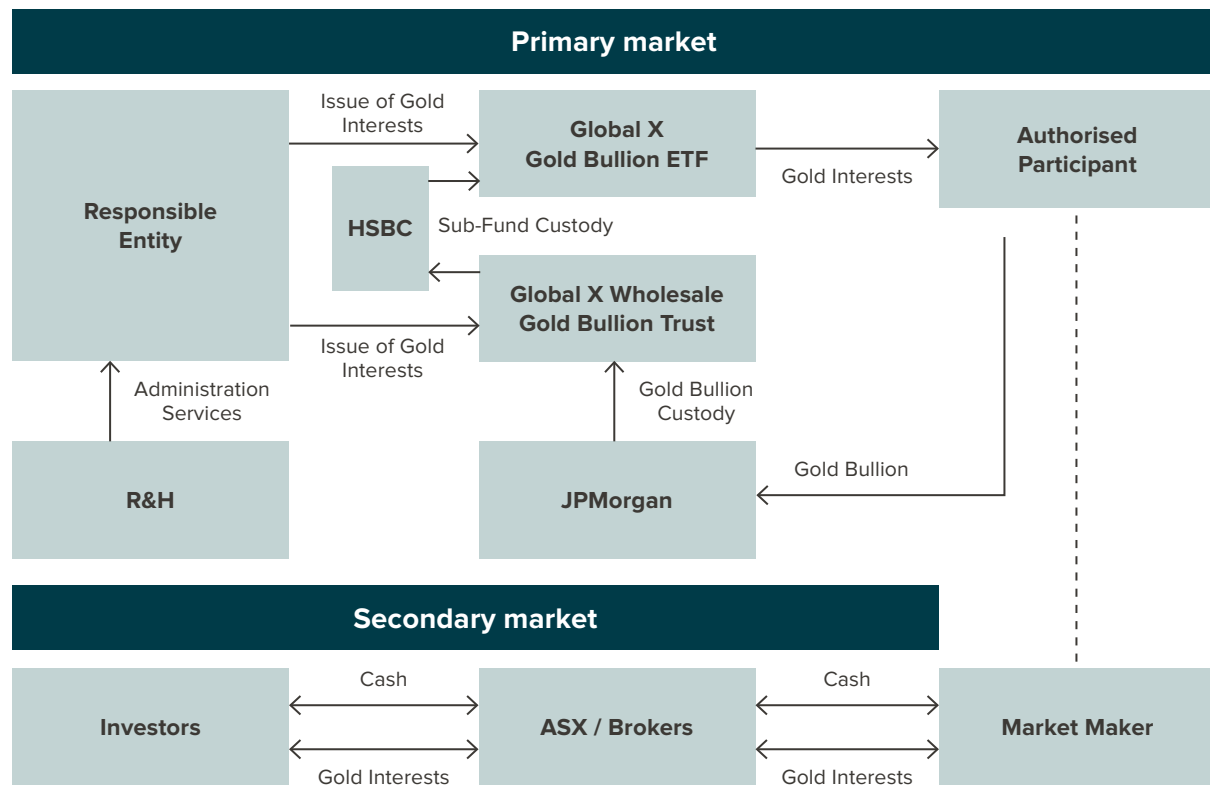 Primary market
Issue of Gold
Interests
Global X
Gold Bullion ETF
Authorised
Participant
Gold Interests
Responsible
Entity
HSBC
Sub-Fund Custody
Global X Wholesale
Gold Bullion Trust
Issue of Gold
Interests
Administration
Services
Gold Bullion
Custody
Gold Bullion
R&H
JPMorgan
Secondary market
Cash
Cash
Investors
ASX / Brokers
Market Maker
Gold Interests
Gold Interests